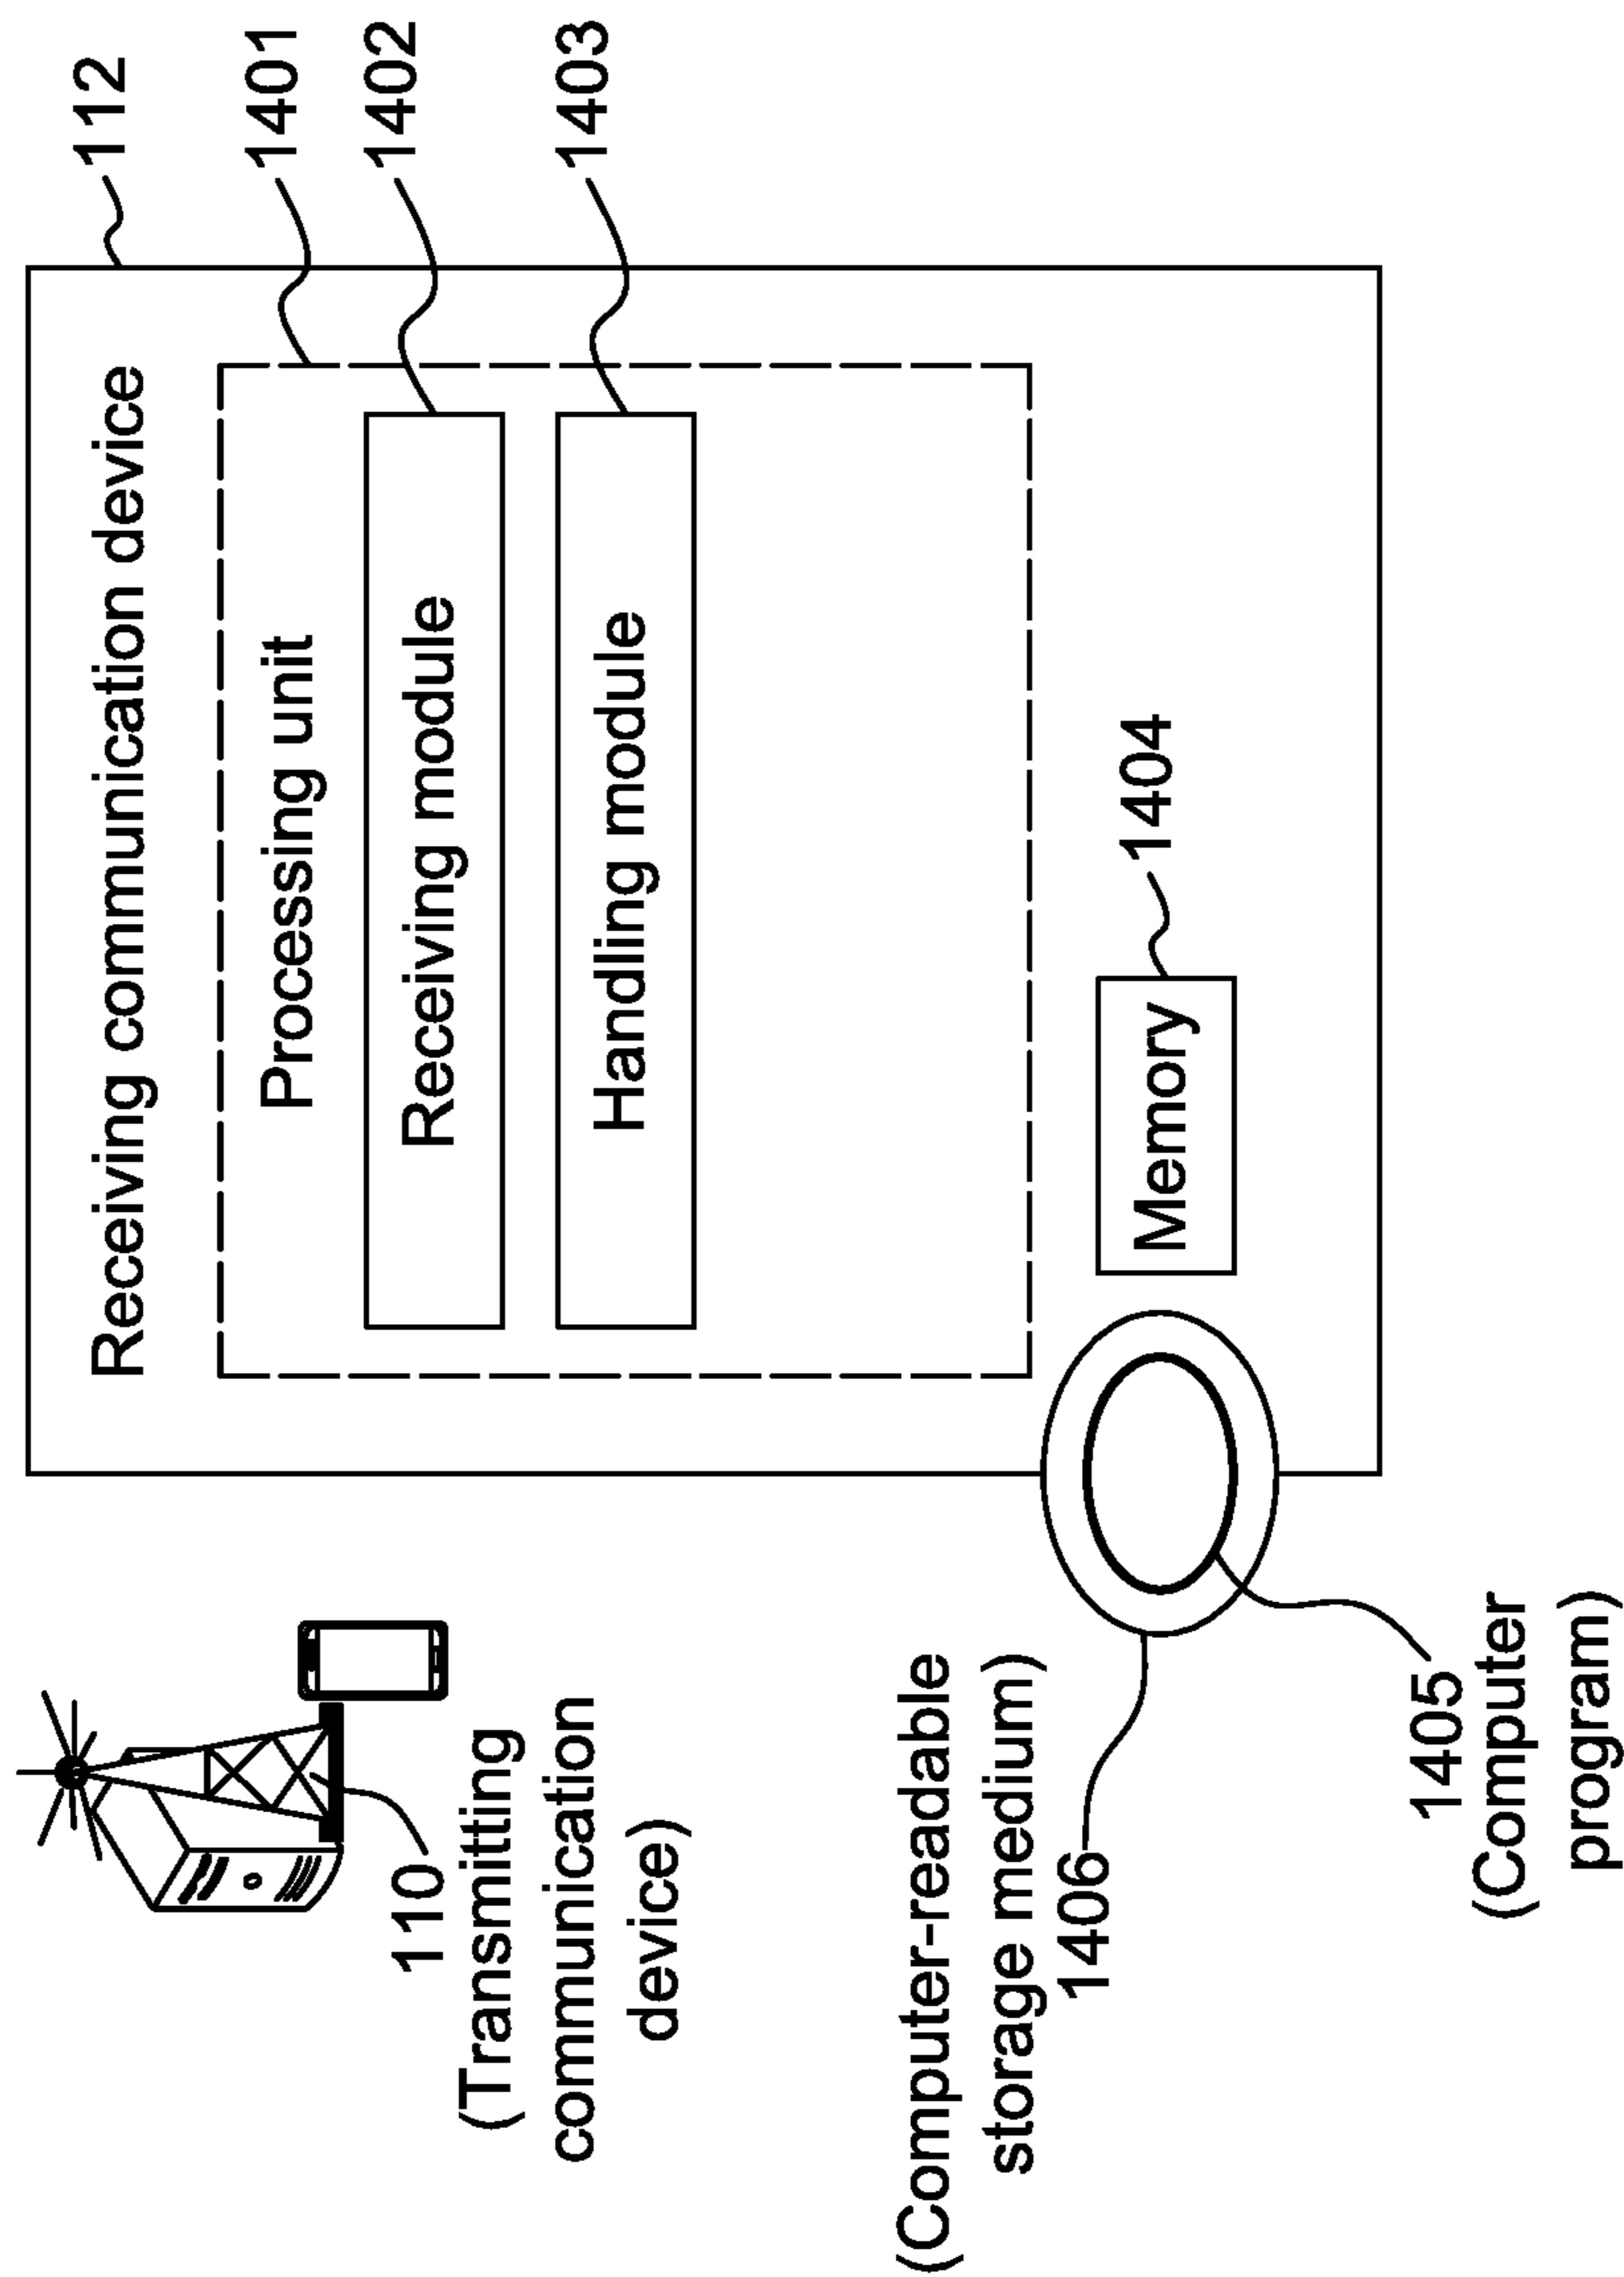 112
Receiving communication device
1401
Processing unit
1402
Receiving module
1403
Handling module
110
(Transmitting
communication
device)
(Computer-readable
storage medium)
1406
Memory
1404
1405
(Computer
program)